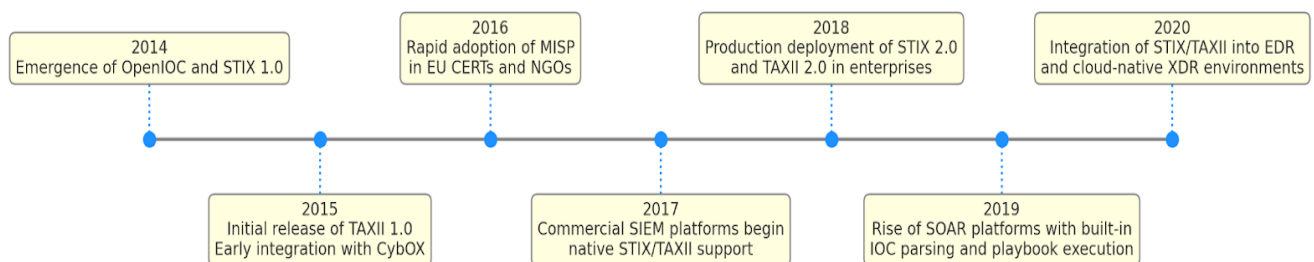 2014
Emergence of OpenIOC and STIX 1.0
2015
Initial release of TAXII 1.0
Early integration with CybOX
2016
Rapid adoption of MISP
in EU CERTs and NGOs
2017
Commercial SIEM platforms begin
native STIX/TAXII support
2018
Production deployment of STIX 2.0
and TAXII 2.0 in enterprises
2019
Rise of SOAR platforms with built-in
IOC parsing and playbook execution
2020
Integration of STIX/TAXII into EDR
and cloud-native XDR environments